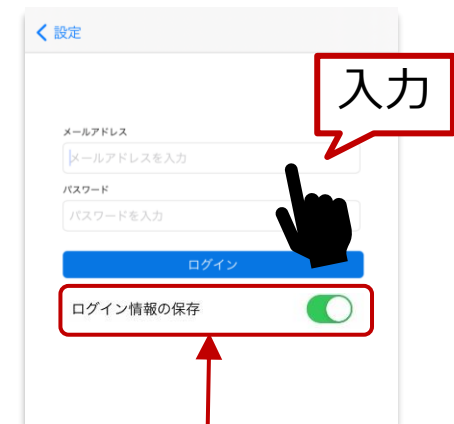 設定
入力
メールアドレス
メールアドレスを入力
パスワード
パスワードを入力
ログイン
ログイン情報の保存